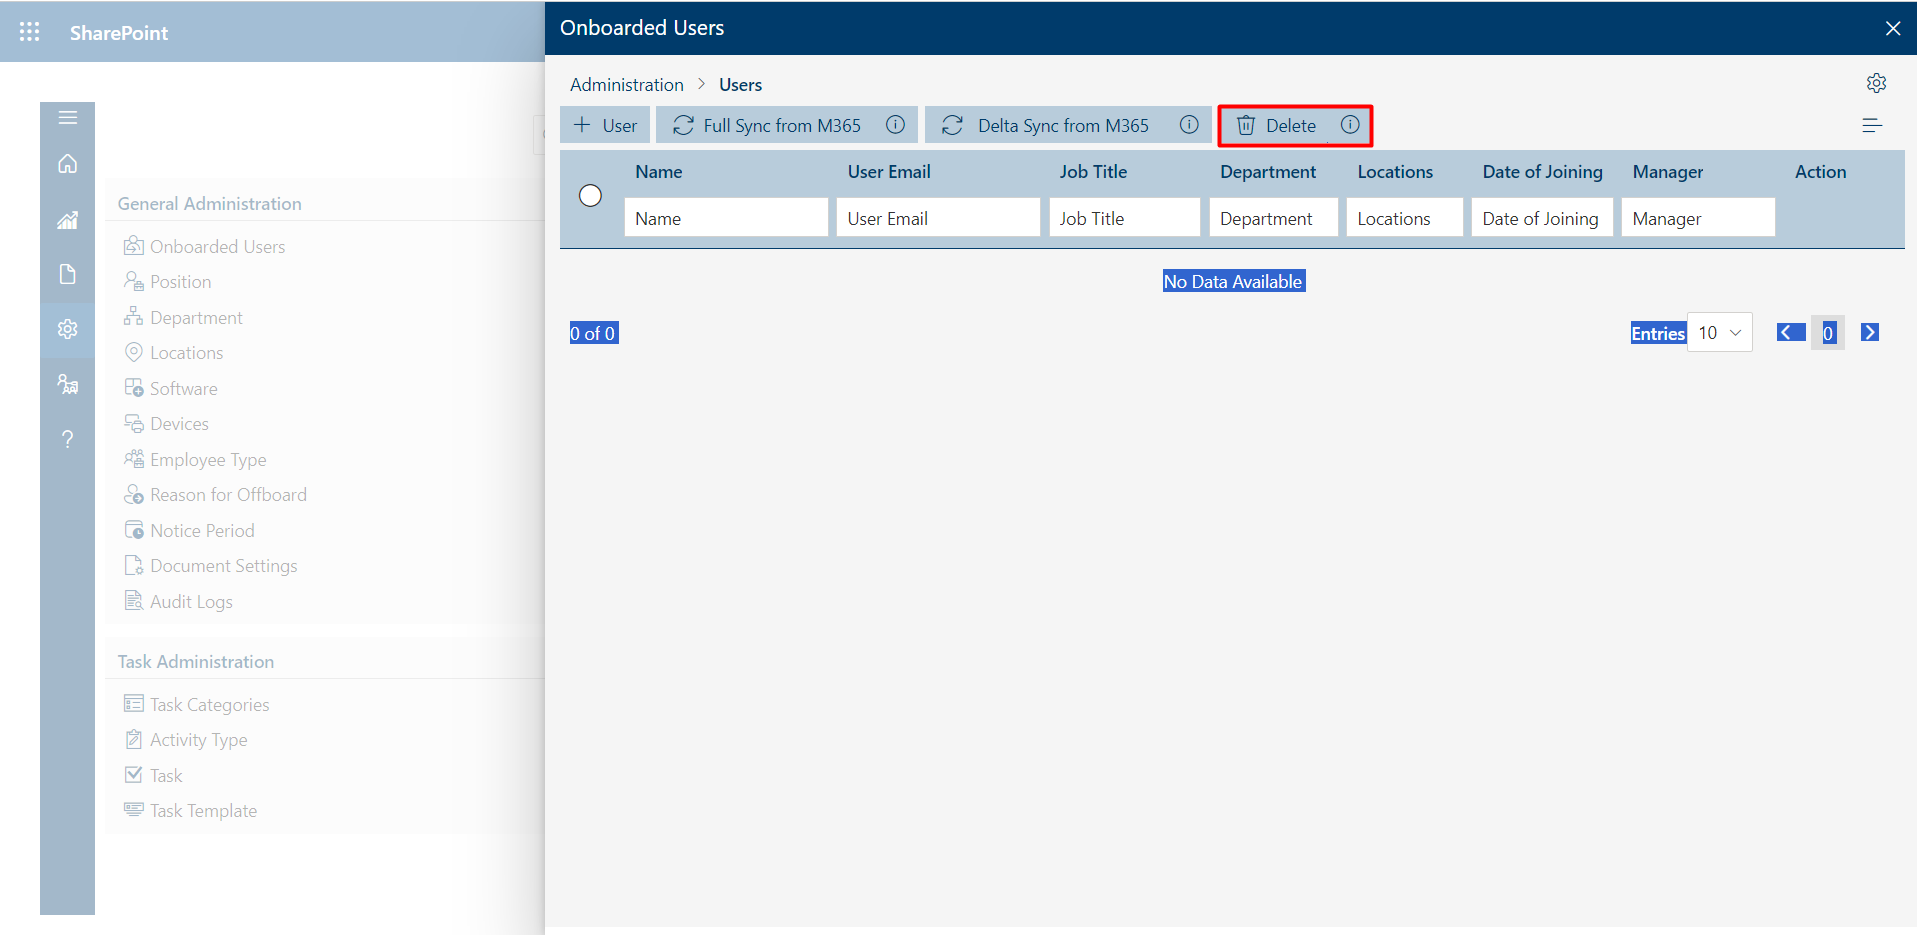 SharePoint
Onboarded Users
Administration > Users
+ User Full Sync from M365 Delta Sync from M365 Delete
Name User Email Job Title Department Locations Date of Joining Manager Action
Name User Email Job Title Department Locations Date of Joining Manager
No Data Available
0 of 0 Entries 10 < 0 >
General Administration
Onboarded Users
Position
Department
Locations
Software
Devices
Employee Type
Reason for Offboard
Notice Period
Document Settings
Audit Logs
Task Administration
Task Categories
Activity Type
Task
Task Template